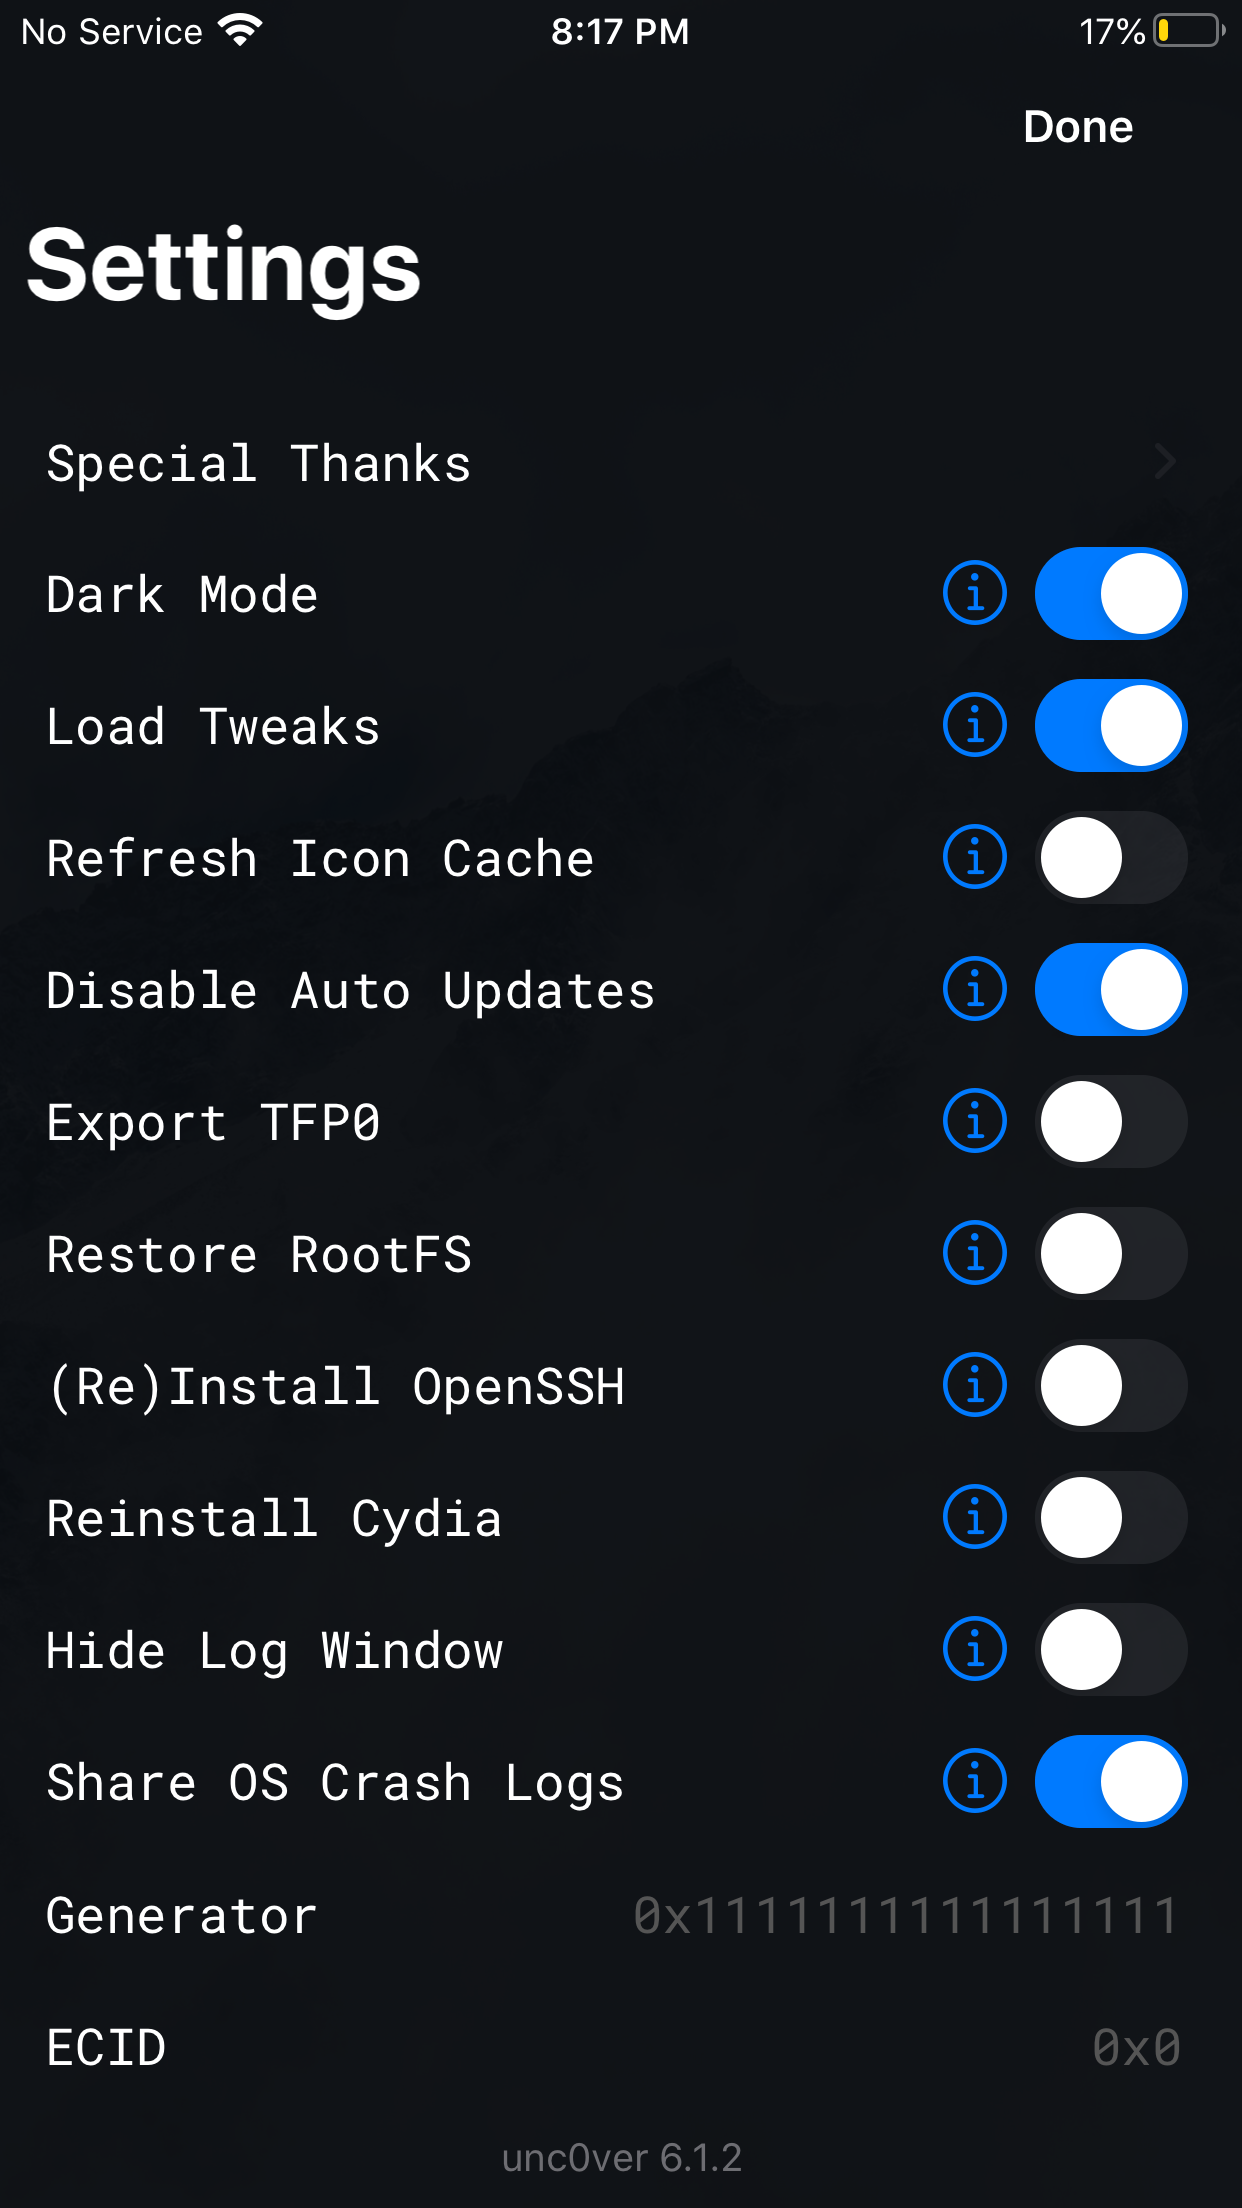 No Service 8:17 PM 17%
Done
Settings
Special Thanks
Dark Mode
Load Tweaks
Refresh Icon Cache
Disable Auto Updates
Export TFP0
Restore RootFS
(Re)Install OpenSSH
Reinstall Cydia
Hide Log Window
Share OS Crash Logs
Generator 0x1111111111111111
ECID 0x0
unc0ver 6.1.2